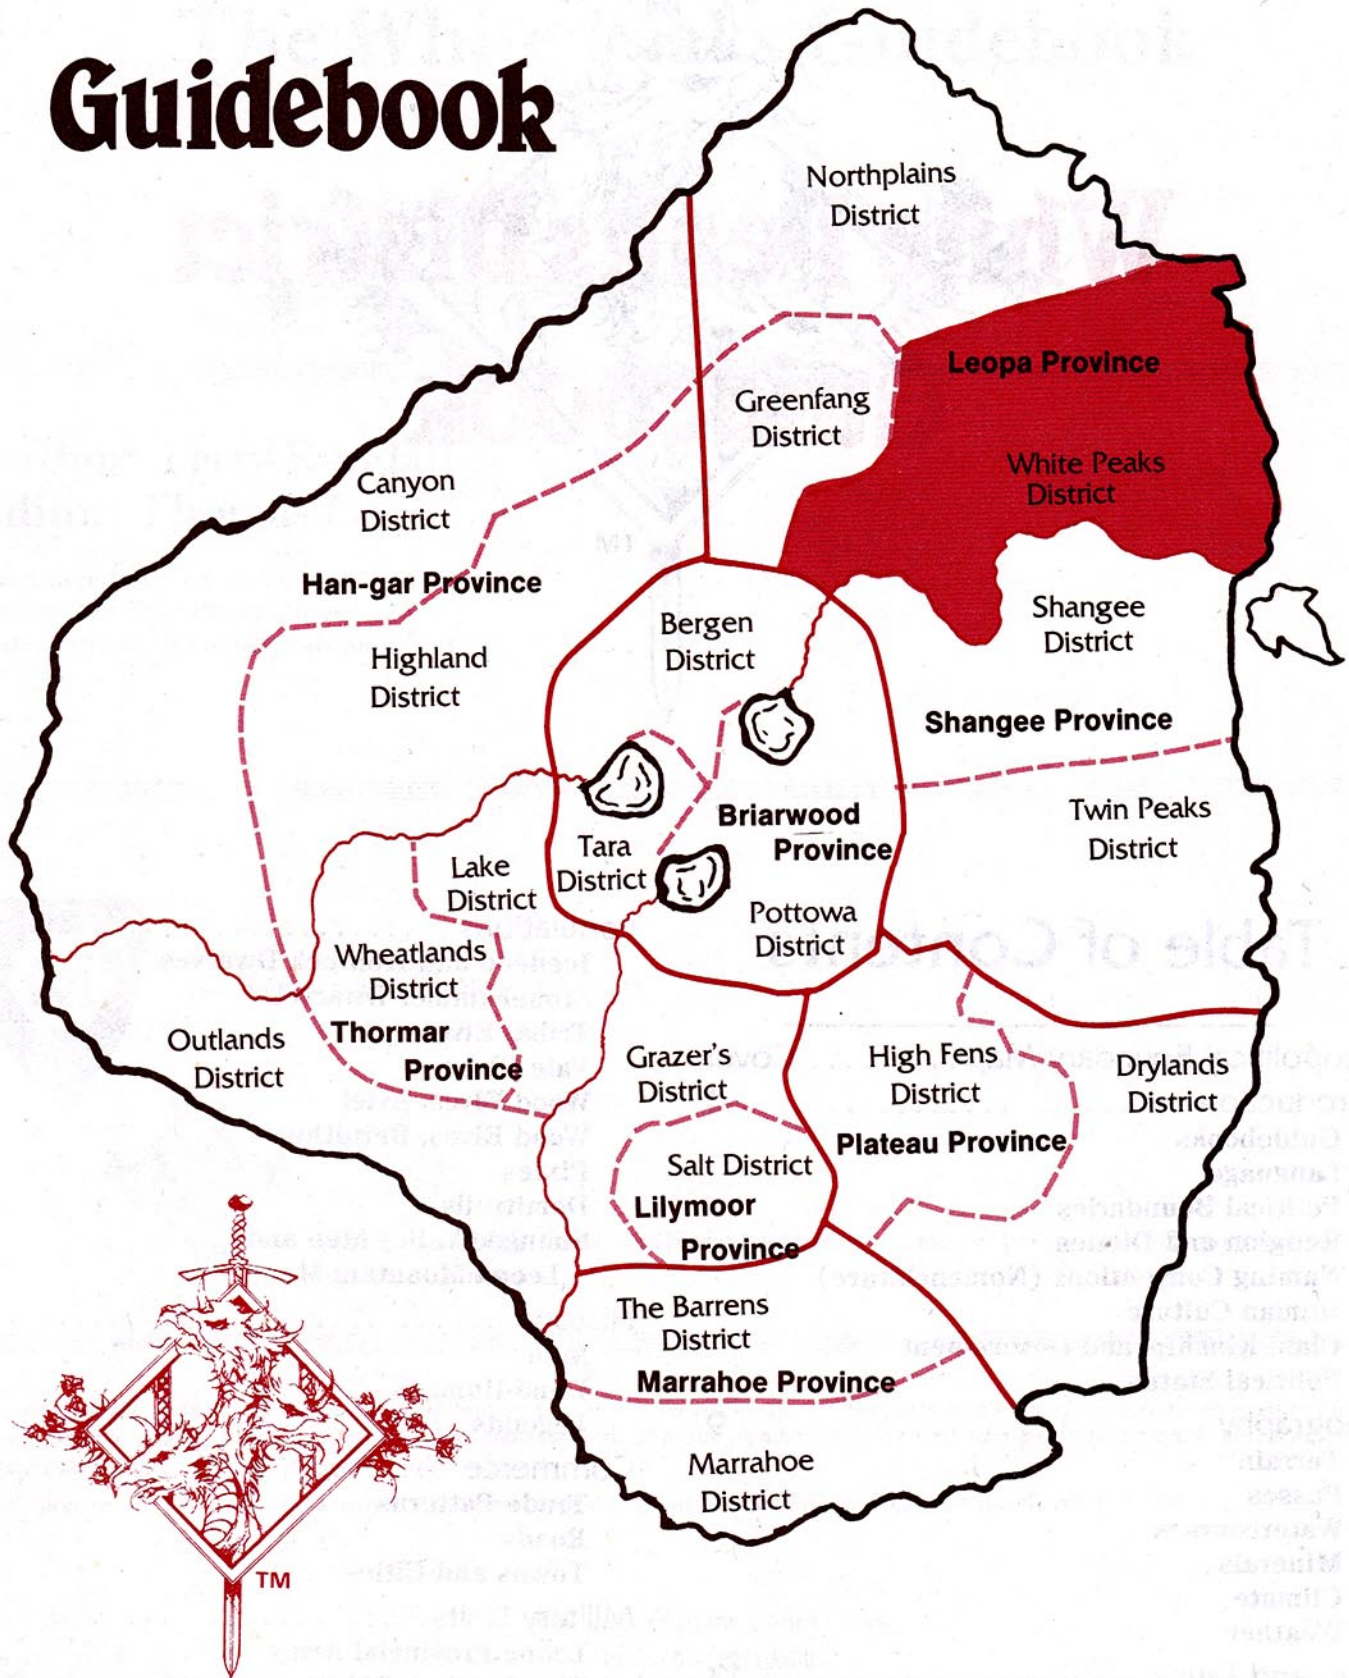 Guidebook
Northplains
District
Leopa Province
Greenfang
District
White Peaks
District
Canyon
District
Han-gar Province
Bergen
District
Shangee
District
Highland
District
Shangee Province
Twin Peaks
District
Briarwood
Province
Tara
District
Lake
District
Pottowa
District
Wheatlands
District
Thormar
Province
Outlands
District
Grazer's
District
High Fens
District
Drylands
District
Plateau Province
Salt District
Lilymoor
Province
The Barrens
District
Marrahoe Province
Marrahoe
District
TM